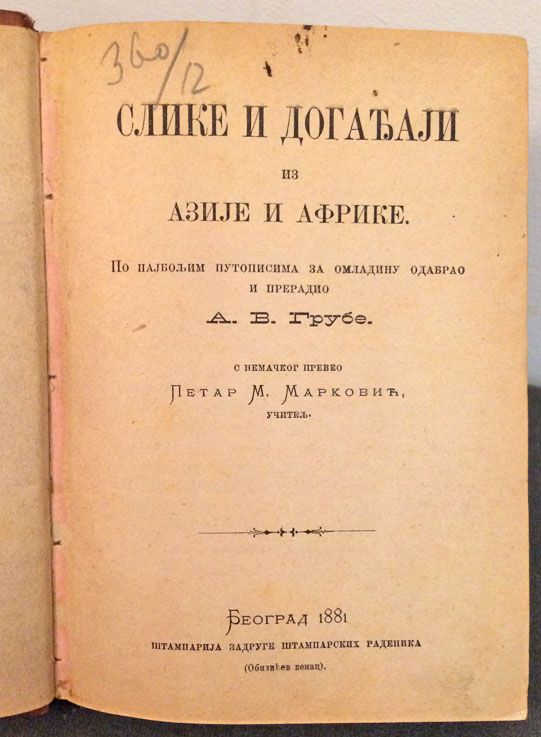 360/12
СЛИКЕ И ДОГАЂАЈИ
ИЗ
АЗИЈЕ И АФРИКЕ.
По најбољим путописима за омладину одабрао
и прерадио
А. В. Грубе.
с немачког превео
Петар М. Марковић,
учитељ.
Београд 1881
ШТАМПАРИЈА ЗАДРУГЕ ШТАМПАРСКИХ РАДЕНИКА
(Обилићев венац).